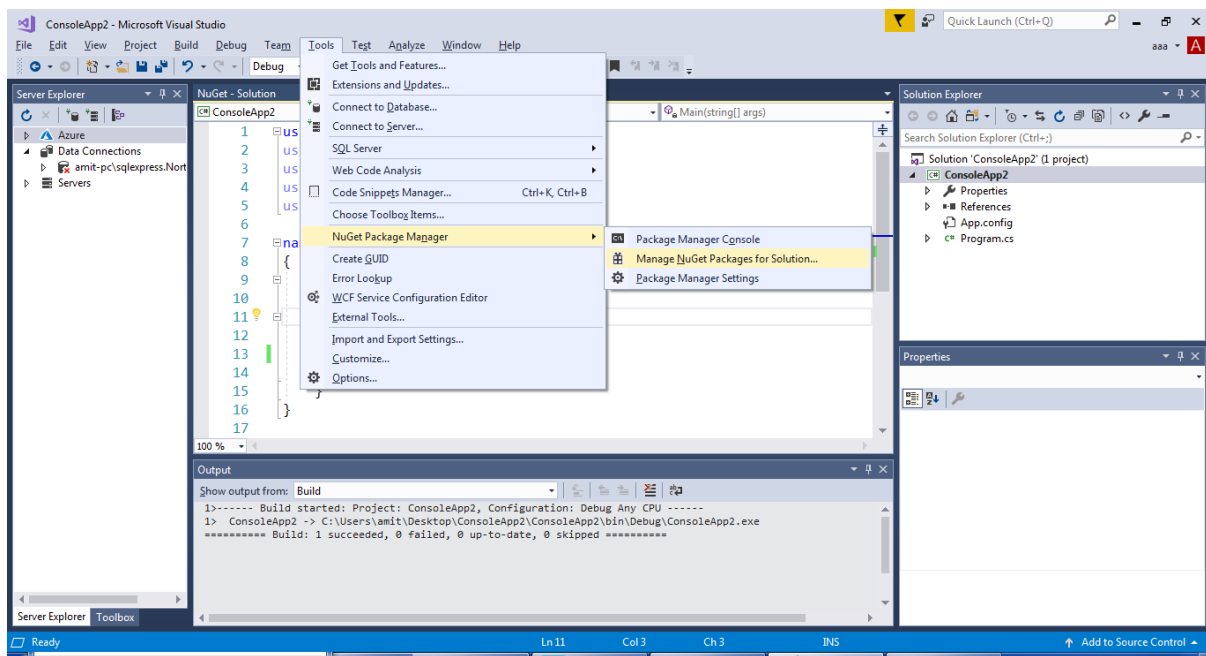 ConsoleApp2 - Microsoft Visual Studio
Quick Launch (Ctrl+Q)
File Edit View Project Build Debug Team Tools Test Analyze Window Help
aaa A
Debug
Get Tools and Features...
Extensions and Updates...
Connect to Database...
Connect to Server...
SQL Server
Web Code Analysis
Code Snippets Manager... Ctrl+K, Ctrl+B
Choose Toolbox Items...
NuGet Package Manager
Create GUID
Error Lookup
WCF Service Configuration Editor
External Tools...
Import and Export Settings...
Customize...
Options...
Package Manager Console
Manage NuGet Packages for Solution...
Package Manager Settings
Server Explorer
Azure
Data Connections
amit-pc\sqlexpress.Nort
Servers
Server Explorer Toolbox
NuGet - Solution
C# ConsoleApp2
Main(string[] args)
1 us
2 us
3 us
4 us
5 us
6
7 na
8 {
9
10
11
12
13
14
15 }
16 }
17
100 %
Output
Show output from: Build
1>------ Build started: Project: ConsoleApp2, Configuration: Debug Any CPU ------
1> ConsoleApp2 -> C:\Users\amit\Desktop\ConsoleApp2\ConsoleApp2\bin\Debug\ConsoleApp2.exe
========== Build: 1 succeeded, 0 failed, 0 up-to-date, 0 skipped ==========
Solution Explorer
Search Solution Explorer (Ctrl+;)
Solution 'ConsoleApp2' (1 project)
C# ConsoleApp2
Properties
References
App.config
C# Program.cs
Properties
Ready Ln 11 Col 3 Ch 3 INS Add to Source Control